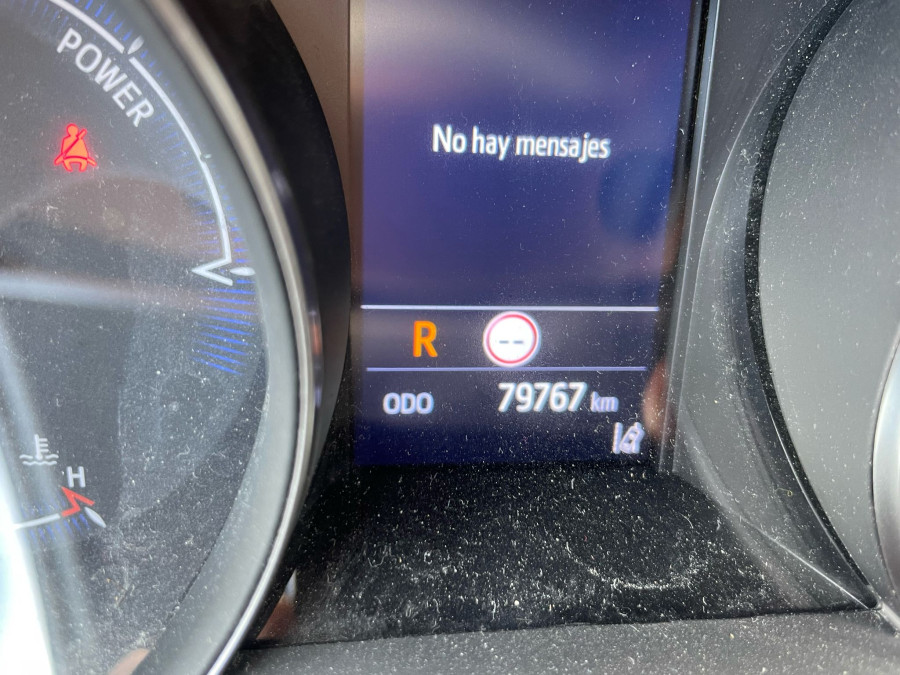 POWER
No hay mensajes
R
--
ODO 79767 km
H